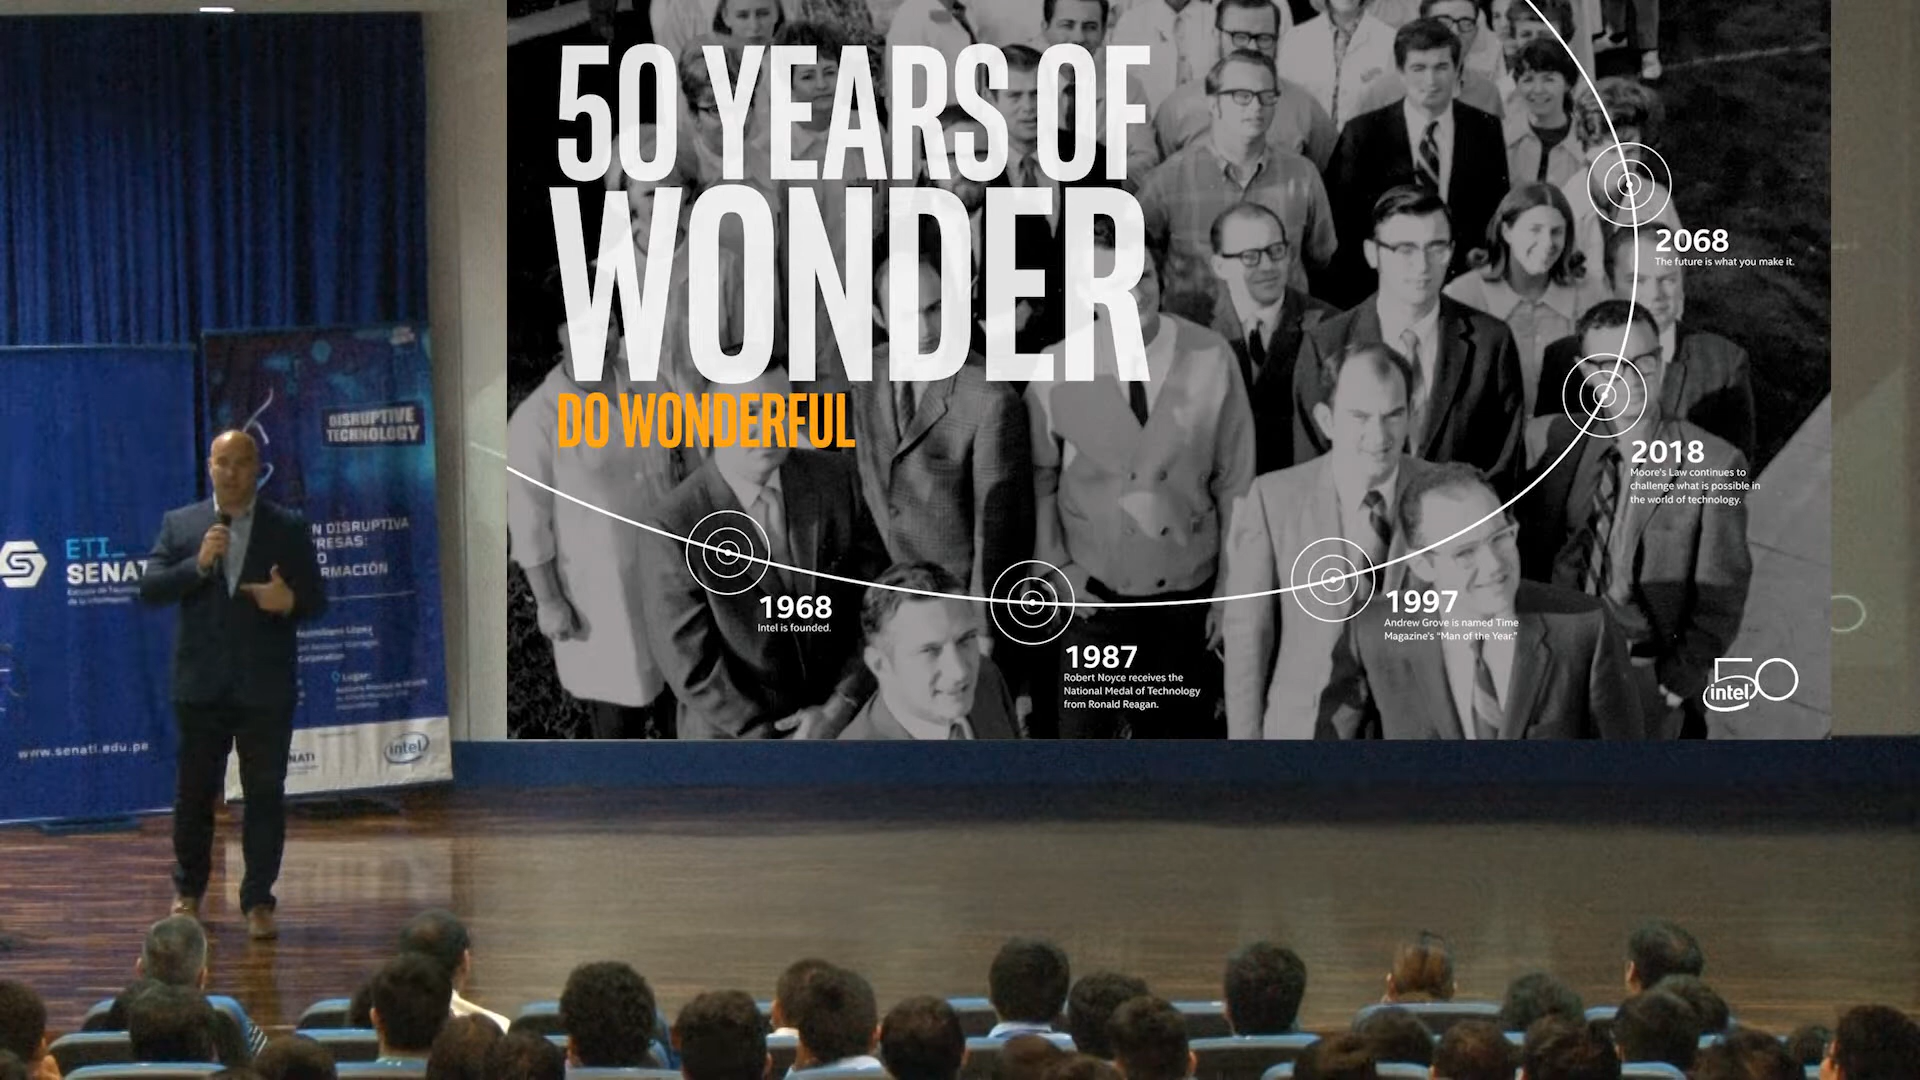 50 YEARS OF
WONDER
DO WONDERFUL
2068
The future is what you make it.
2018
Moore's Law continues to
challenge what is possible in
the world of technology.
1968
Intel is founded.
1987
Robert Noyce receives the
National Medal of Technology
from Ronald Reagan.
1997
Andrew Grove is named Time
Magazine's "Man of the Year."
intel 50
DISRUPTIVE
TECHNOLOGY
N DISRUPTIVA
RESAS:
O
RMACIÓN
Lugar:
NATI
intel
ETI_
SENAT
www.senati.edu.pe